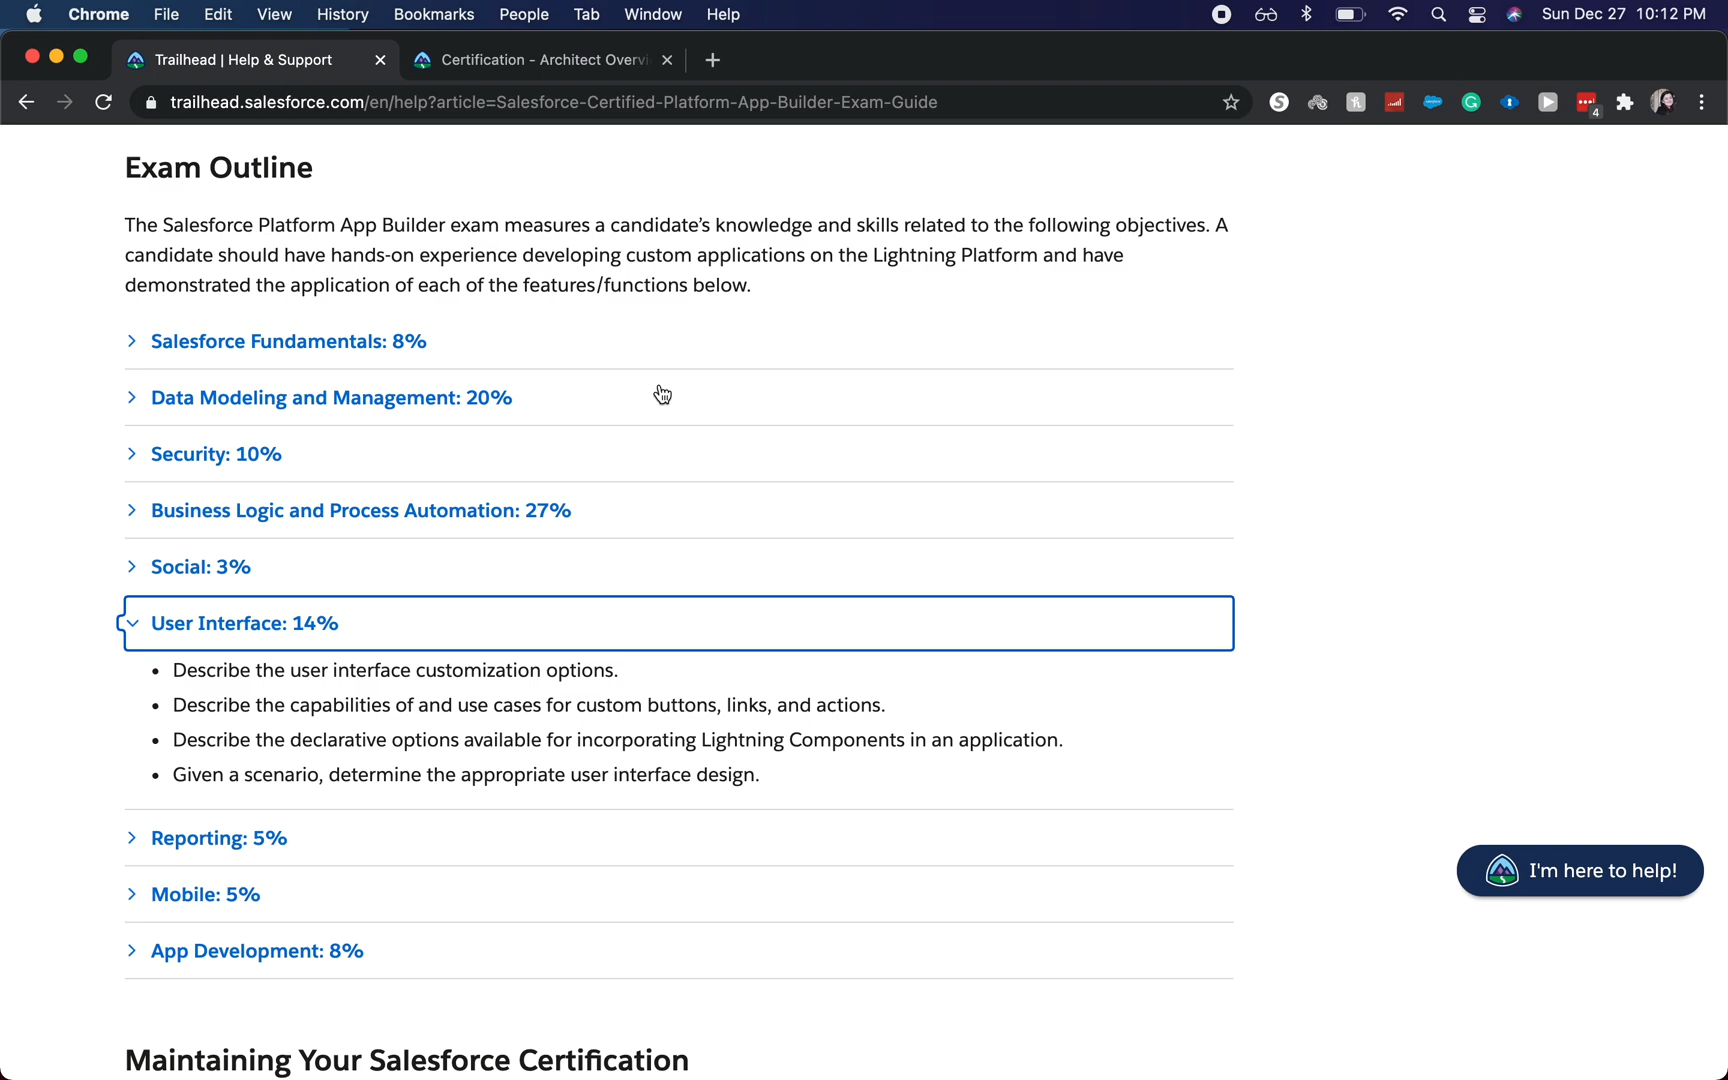 Chrome File Edit View History Bookmarks People Tab Window Help Sun Dec 27 10:12 PM
Trailhead | Help & Support Certification - Architect Overvi
trailhead.salesforce.com/en/help?article=Salesforce-Certified-Platform-App-Builder-Exam-Guide
4
Exam Outline
The Salesforce Platform App Builder exam measures a candidate’s knowledge and skills related to the following objectives. A
candidate should have hands-on experience developing custom applications on the Lightning Platform and have
demonstrated the application of each of the features/functions below.
Salesforce Fundamentals: 8%
Data Modeling and Management: 20%
Security: 10%
Business Logic and Process Automation: 27%
Social: 3%
User Interface: 14%
• Describe the user interface customization options.
• Describe the capabilities of and use cases for custom buttons, links, and actions.
• Describe the declarative options available for incorporating Lightning Components in an application.
• Given a scenario, determine the appropriate user interface design.
Reporting: 5%
Mobile: 5%
App Development: 8%
I'm here to help!
Maintaining Your Salesforce Certification